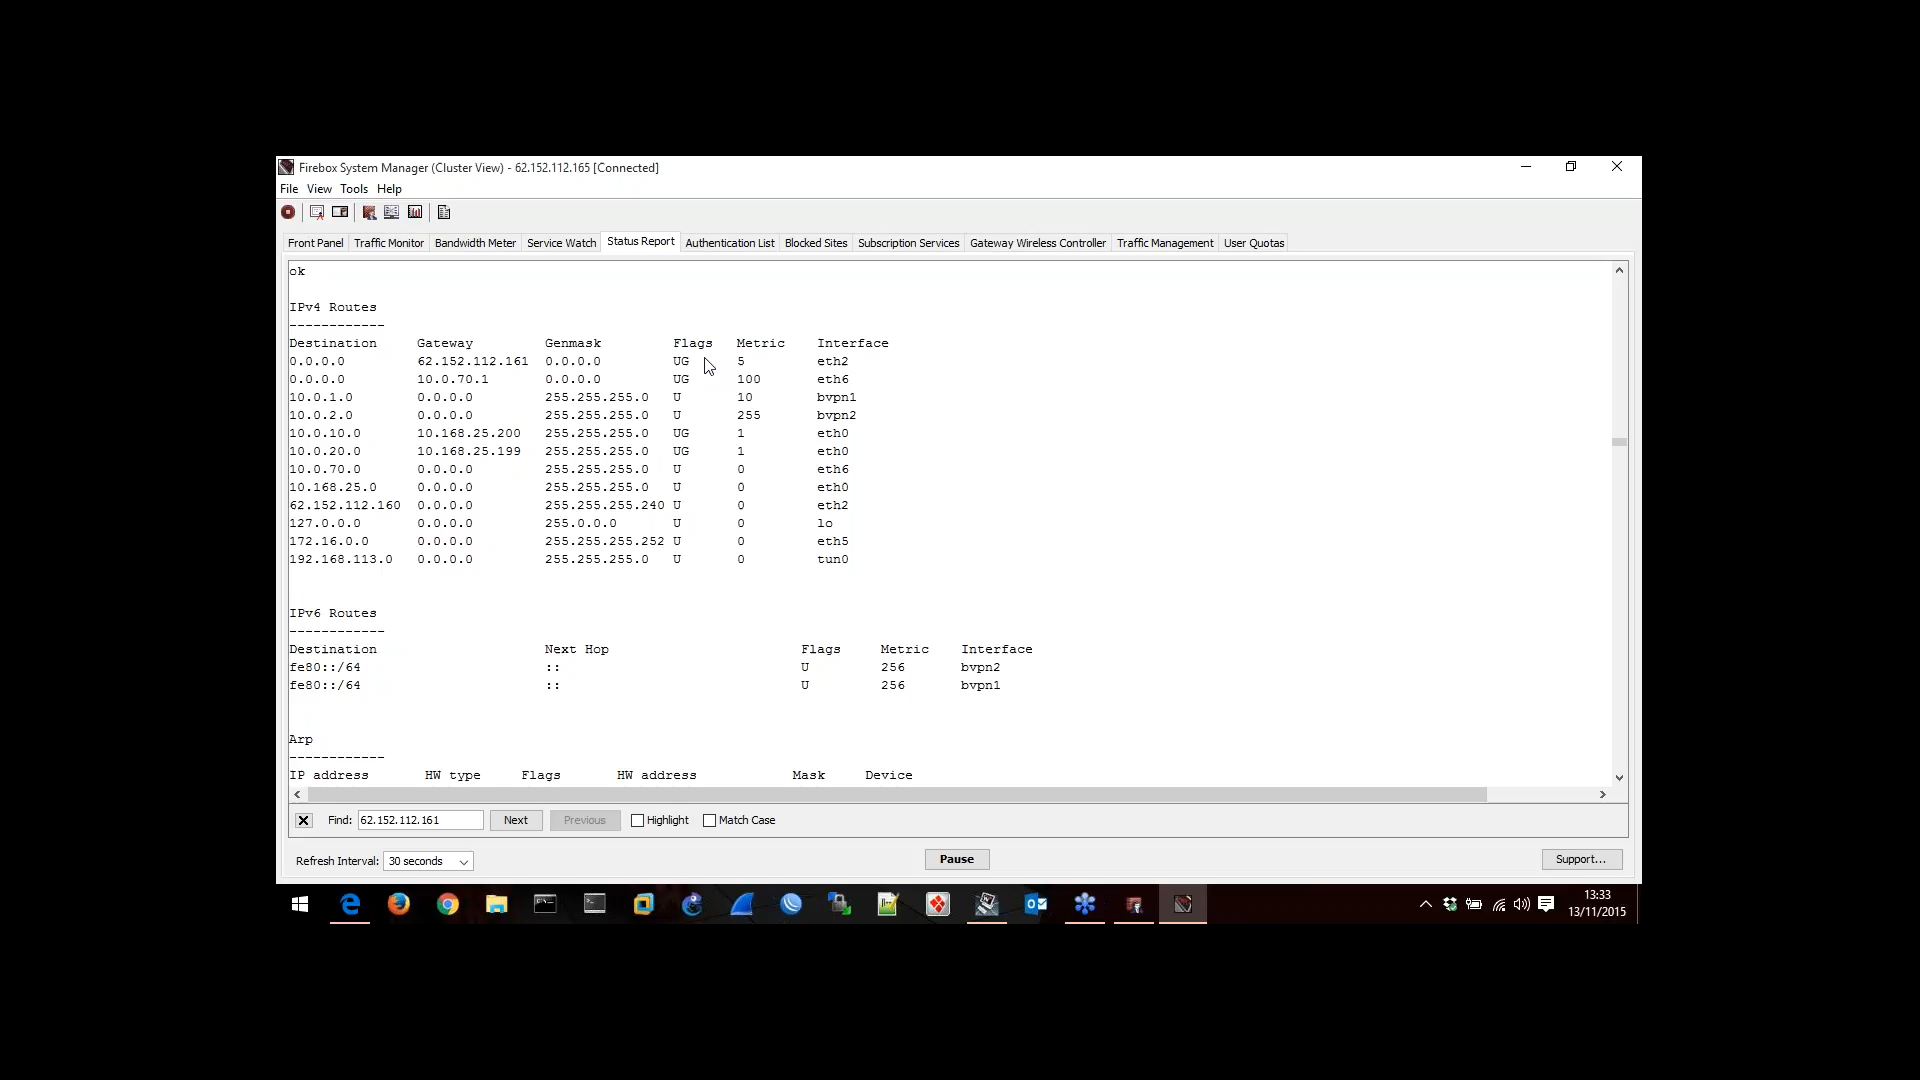 Firebox System Manager (Cluster View) - 62.152.112.165 [Connected]
File View Tools Help
Front Panel Traffic Monitor Bandwidth Meter Service Watch Status Report Authentication List Blocked Sites Subscription Services Gateway Wireless Controller Traffic Management User Quotas
ok
IPv4 Routes
------------
Destination Gateway Genmask Flags Metric Interface
0.0.0.0 62.152.112.161 0.0.0.0 UG 5 eth2
0.0.0.0 10.0.70.1 0.0.0.0 UG 100 eth6
10.0.1.0 0.0.0.0 255.255.255.0 U 10 bvpn1
10.0.2.0 0.0.0.0 255.255.255.0 U 255 bvpn2
10.0.10.0 10.168.25.200 255.255.255.0 UG 1 eth0
10.0.20.0 10.168.25.199 255.255.255.0 UG 1 eth0
10.0.70.0 0.0.0.0 255.255.255.0 U 0 eth6
10.168.25.0 0.0.0.0 255.255.255.0 U 0 eth0
62.152.112.160 0.0.0.0 255.255.255.240 U 0 eth2
127.0.0.0 0.0.0.0 255.0.0.0 U 0 lo
172.16.0.0 0.0.0.0 255.255.255.252 U 0 eth5
192.168.113.0 0.0.0.0 255.255.255.0 U 0 tun0
IPv6 Routes
------------
Destination Next Hop Flags Metric Interface
fe80::/64 :: U 256 bvpn2
fe80::/64 :: U 256 bvpn1
Arp
------------
IP address HW type Flags HW address Mask Device
Find: 62.152.112.161 Next Previous Highlight Match Case
Refresh Interval: 30 seconds Pause Support...
13:33
13/11/2015